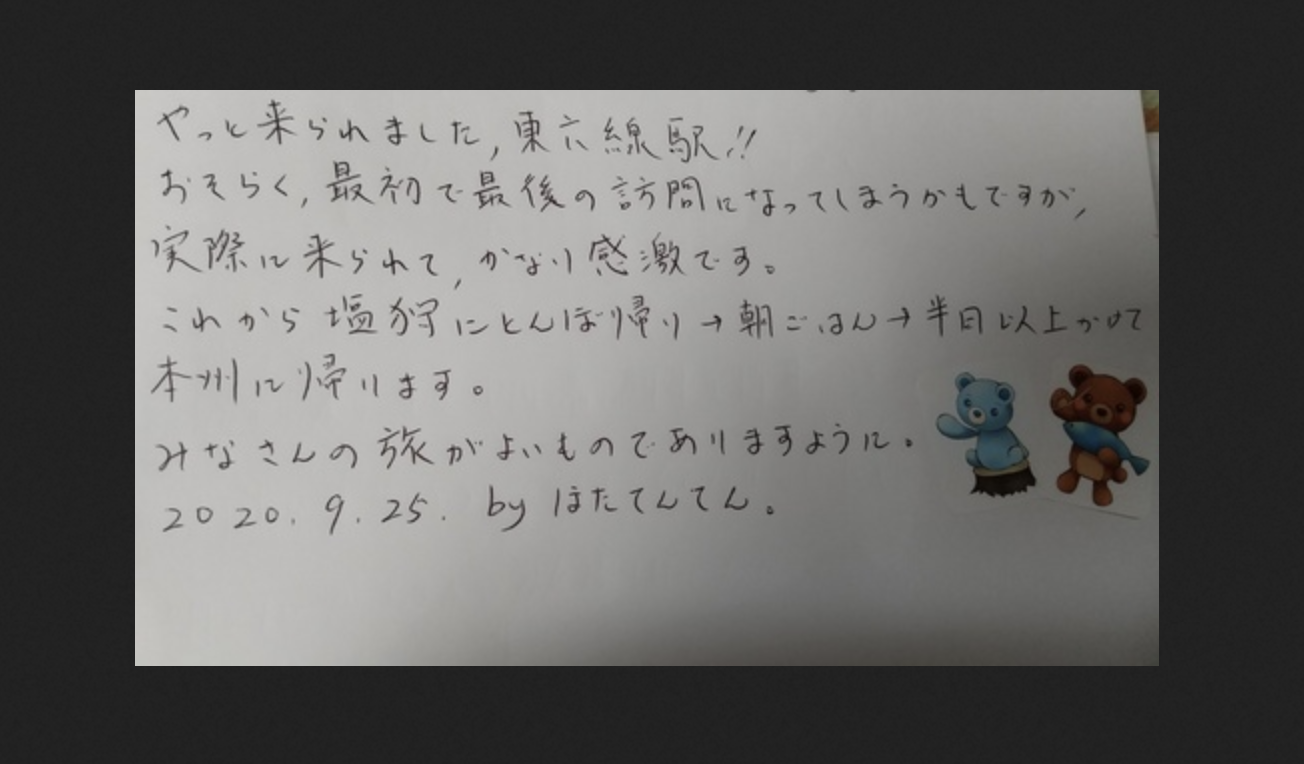 やっと来られました,東六線駅!!
おそらく,最初で最後の訪問になってしまうかもですが,
実際に来られて,かなり感激です。
これから塩狩にとんぼ帰り→朝ごはん→半日以上かけて
本州に帰ります。
みなさんの旅がよいものでありますように。
2020.9.25. by ほたてんてん。